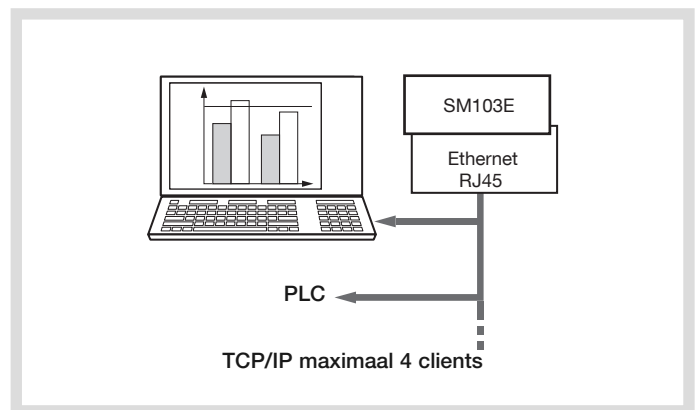 SM103E
Ethernet
RJ45
PLC
TCP/IP maximaal 4 clients